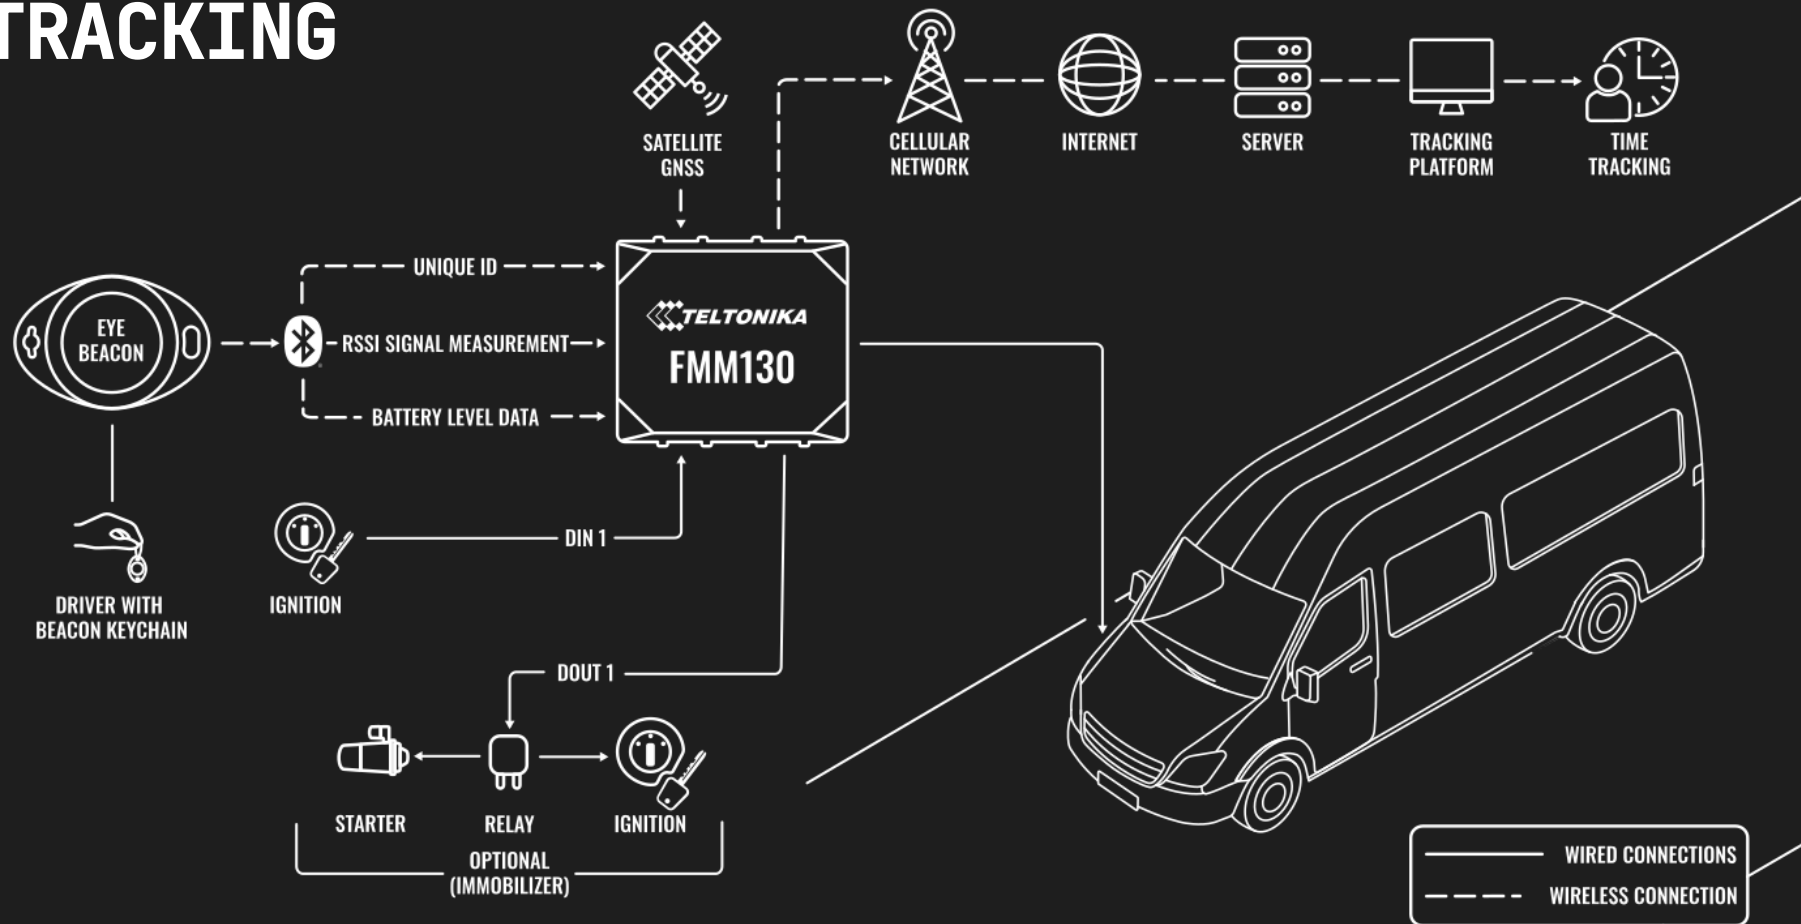 TRACKING
SATELLITE
GNSS
CELLULAR
NETWORK
INTERNET
SERVER
TRACKING
PLATFORM
TIME
TRACKING
UNIQUE ID
EYE
BEACON
RSSI SIGNAL MEASUREMENT
BATTERY LEVEL DATA
TELTONIKA
FMM130
DIN 1
DRIVER WITH
BEACON KEYCHAIN
IGNITION
DOUT 1
STARTER
RELAY
IGNITION
OPTIONAL
(IMMOBILIZER)
WIRED CONNECTIONS
WIRELESS CONNECTION